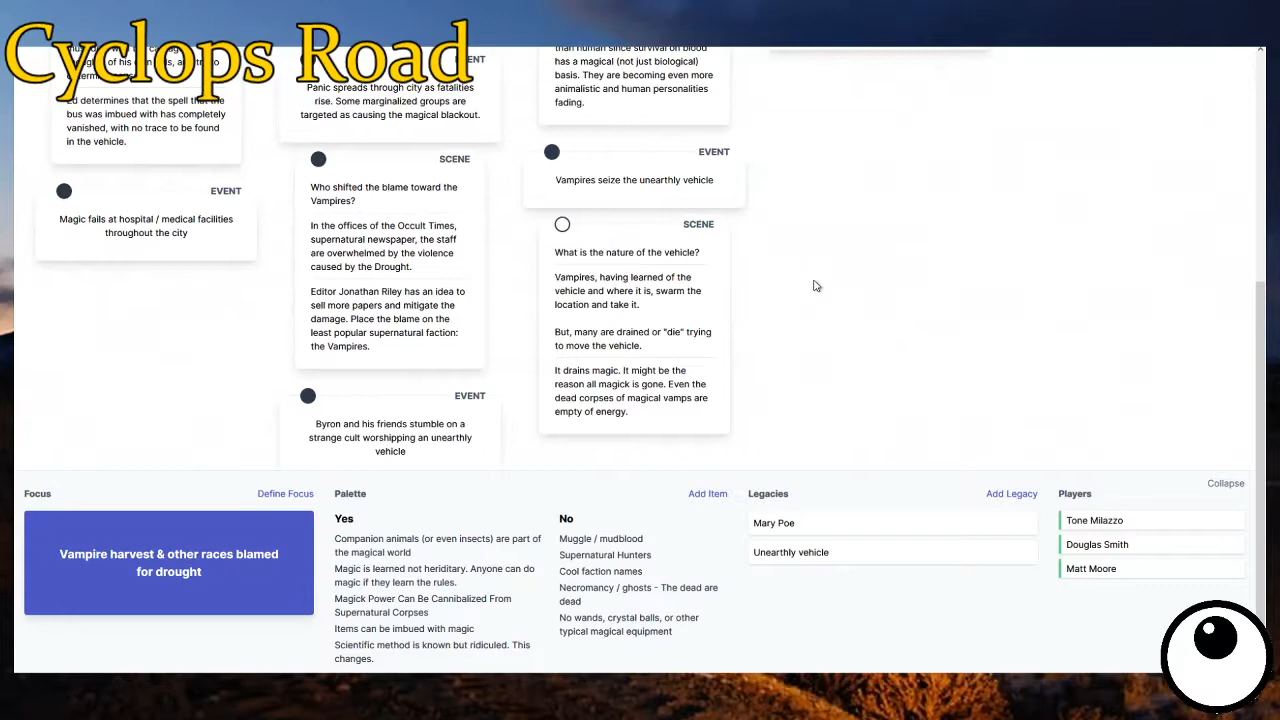 Cyclops Road
Ed determines that the spell that the
bus was imbued with has completely
vanished, with no trace to be found
in the vehicle.
EVENT
Magic fails at hospital / medical facilities
throughout the city
Panic spreads through city as fatalities
rise. Some marginalized groups are
targeted as causing the magical blackout.
SCENE
Who shifted the blame toward the
Vampires?
In the offices of the Occult Times,
supernatural newspaper, the staff
are overwhelmed by the violence
caused by the Drought.
Editor Jonathan Riley has an idea to
sell more papers and mitigate the
damage. Place the blame on the
least popular supernatural faction:
the Vampires.
EVENT
Byron and his friends stumble on a
strange cult worshipping an unearthly
vehicle
than human since survival on blood
has a magical (not just biological)
basis. They are becoming even more
animalistic and human personalities
fading.
EVENT
Vampires seize the unearthly vehicle
SCENE
What is the nature of the vehicle?
Vampires, having learned of the
vehicle and where it is, swarm the
location and take it.
But, many are drained or "die" trying
to move the vehicle.
It drains magic. It might be the
reason all magick is gone. Even the
dead corpses of magical vamps are
empty of energy.
Collapse
Focus
Define Focus
Vampire harvest & other races blamed
for drought
Palette
Add Item
Yes
Companion animals (or even insects) are part of
the magical world
Magic is learned not heriditary. Anyone can do
magic if they learn the rules.
Magick Power Can Be Cannibalized From
Supernatural Corpses
Items can be imbued with magic
Scientific method is known but ridiculed. This
changes.
No
Muggle / mudblood
Supernatural Hunters
Cool faction names
Necromancy / ghosts - The dead are
dead
No wands, crystal balls, or other
typical magical equipment
Legacies
Add Legacy
Mary Poe
Unearthly vehicle
Players
Tone Milazzo
Douglas Smith
Matt Moore